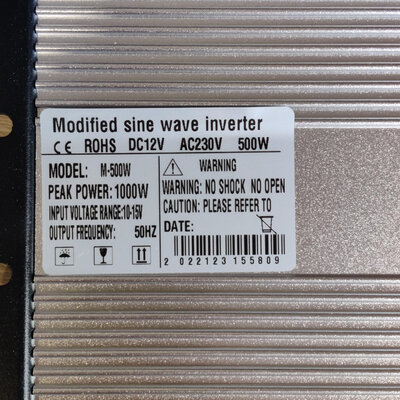 Modified sine wave inverter
CE ROHS DC12V AC230V 500W
MODEL: M-500W
PEAK POWER: 1000W
INPUT VOLTAGE RANGE: 10-15V
OUTPUT FREQUENCY: 50HZ
WARNING
WARNING: NO SHOCK NO OPEN
CAUTION: PLEASE REFER TO
DATE:
2 022123 155809